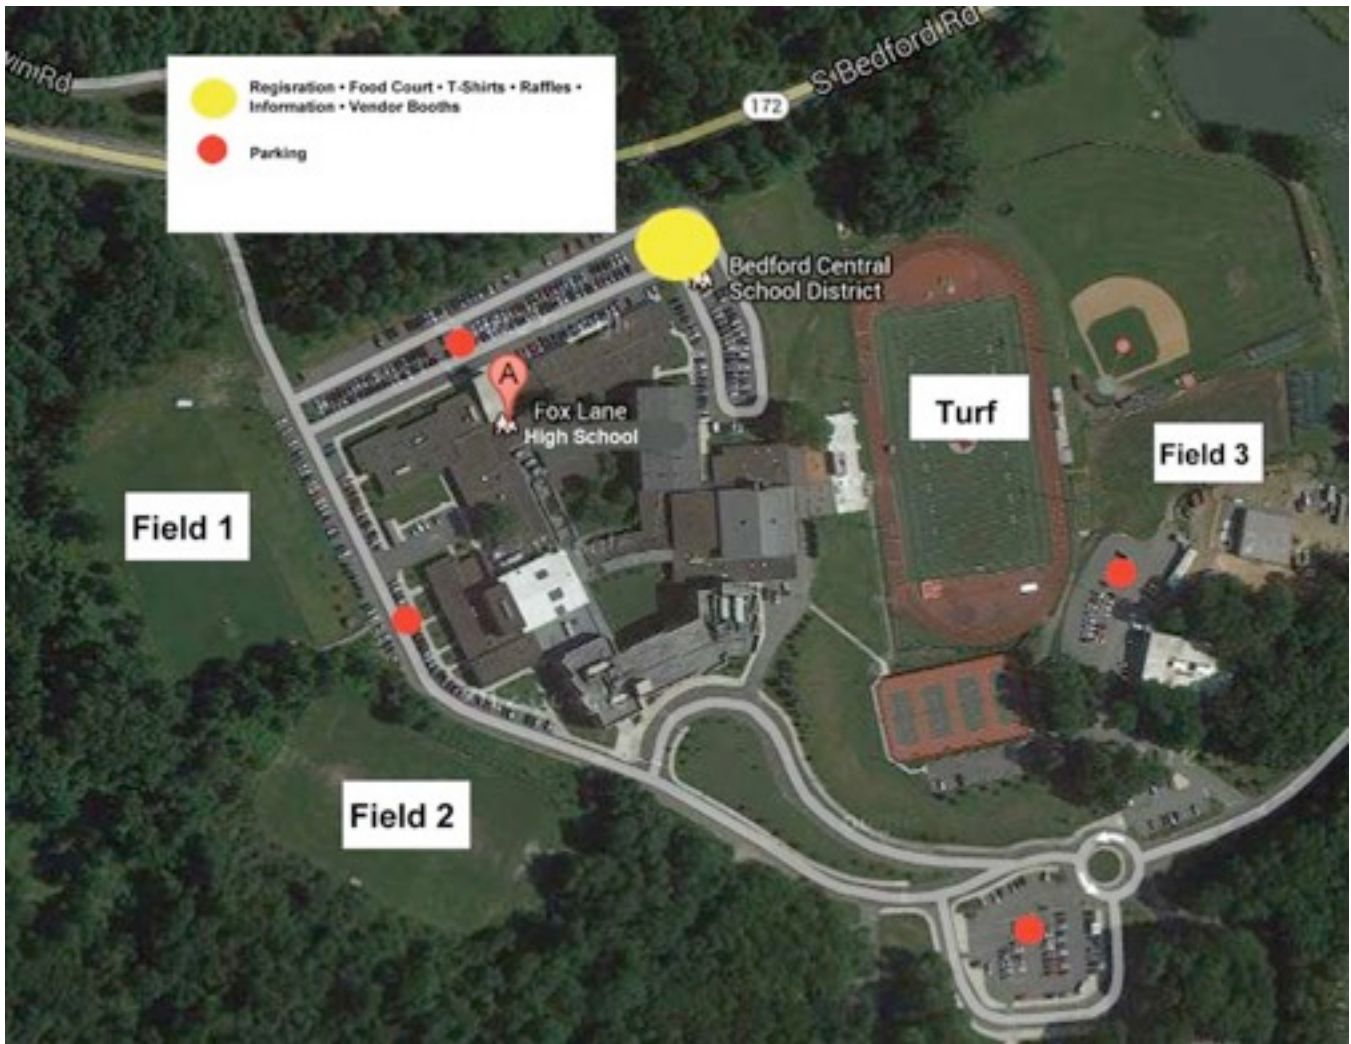 Regisration • Food Court • T-Shirts • Raffles •
Information • Vendor Booths
Parking
172
S Bedford Rd
Bedford Central
School District
A
Fox Lane
High School
Turf
Field 3
Field 1
Field 2